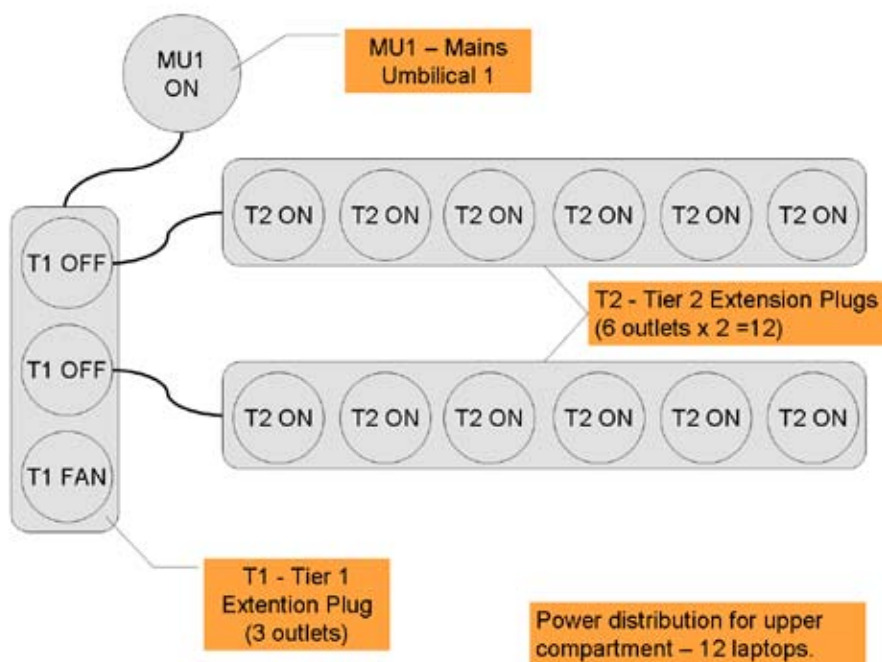 MU1
ON
MU1 – Mains
Umbilical 1
T1 OFF
T1 OFF
T1 FAN
T2 ON T2 ON T2 ON T2 ON T2 ON T2 ON
T2 - Tier 2 Extension Plugs
(6 outlets x 2 =12)
T2 ON T2 ON T2 ON T2 ON T2 ON T2 ON
T1 - Tier 1
Extention Plug
(3 outlets)
Power distribution for upper
compartment – 12 laptops.